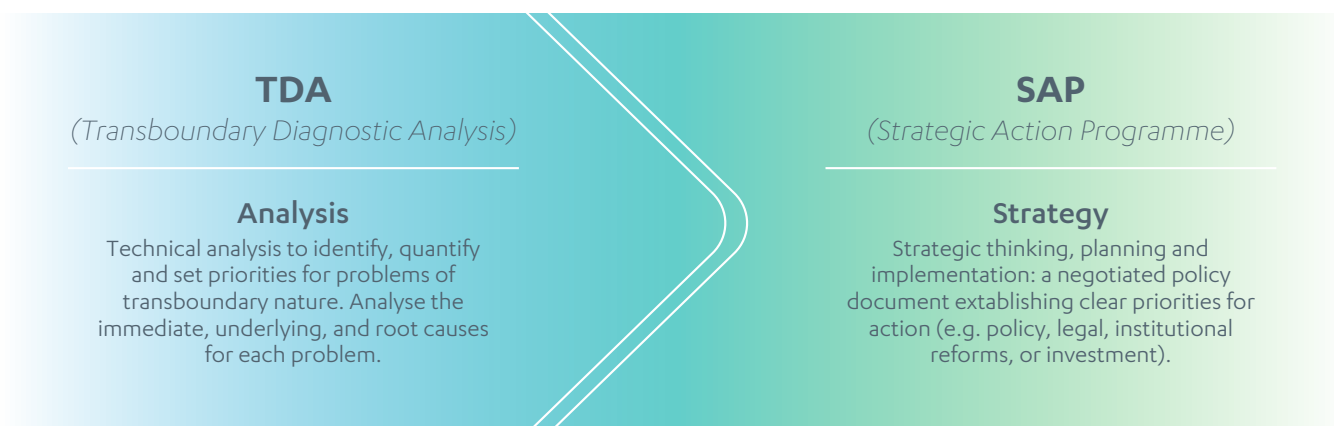 TDA
(Transboundary Diagnostic Analysis)
Analysis
Technical analysis to identify, quantify
and set priorities for problems of
transboundary nature. Analyse the
immediate, underlying, and root causes
for each problem.
SAP
(Strategic Action Programme)
Strategy
Strategic thinking, planning and
implementation: a negotiated policy
document establishing clear priorities for
action (e.g. policy, legal, institutional
reforms, or investment).